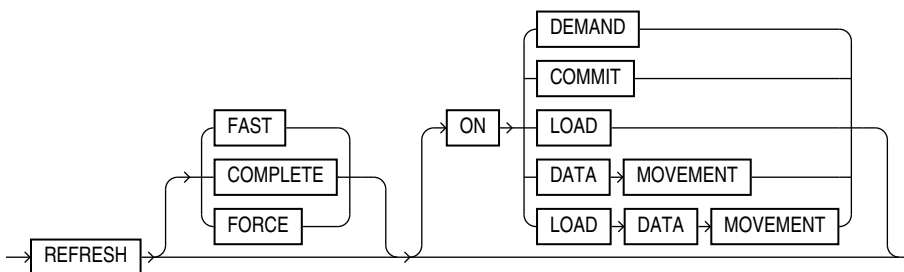 DEMAND
COMMIT
FAST
ON
LOAD
COMPLETE
DATA MOVEMENT
FORCE
LOAD DATA MOVEMENT
REFRESH